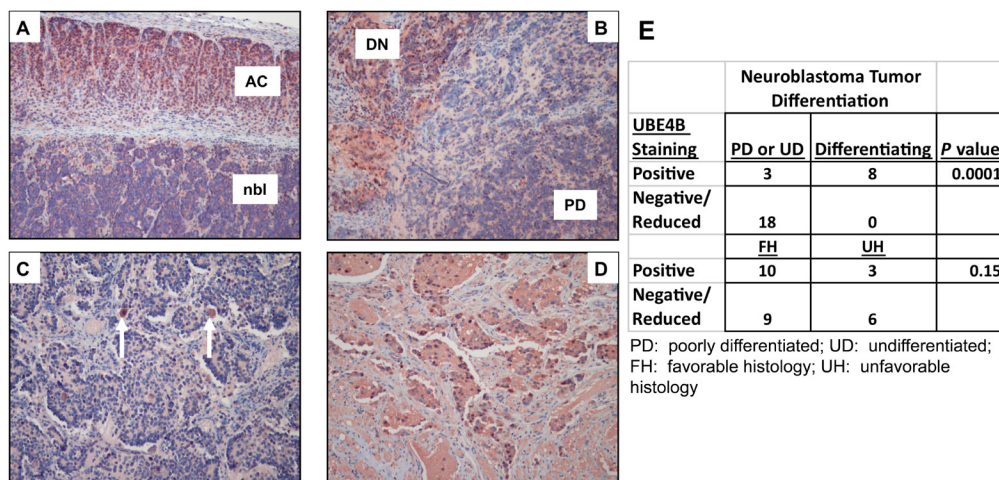 A
AC
nbl
B
DN
PD
C
D
E
Neuroblastoma Tumor
Differentiation
UBE4B
Staining PD or UD Differentiating P value
Positive 3 8 0.0001
Negative/
Reduced 18 0
FH UH
Positive 10 3 0.15
Negative/
Reduced 9 6
PD: poorly differentiated; UD: undifferentiated;
FH: favorable histology; UH: unfavorable
histology